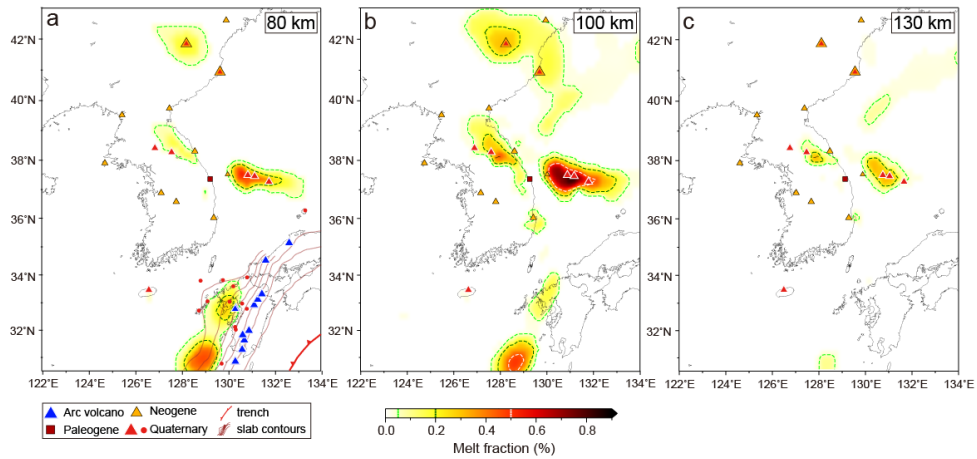 a 80 km b 100 km c 130 km
42°N 42°N 42°N
40°N 40°N 40°N
38°N 38°N 38°N
36°N 36°N 36°N
34°N 34°N 34°N
32°N 32°N 32°N
122°E 124°E 126°E 128°E 130°E 132°E 134°E 122°E 124°E 126°E 128°E 130°E 132°E 134°E 122°E 124°E 126°E 128°E 130°E 132°E 134°E
Arc volcano Neogene trench
Paleogene Quaternary slab contours
0.0 0.2 0.4 0.6 0.8
Melt fraction (%)